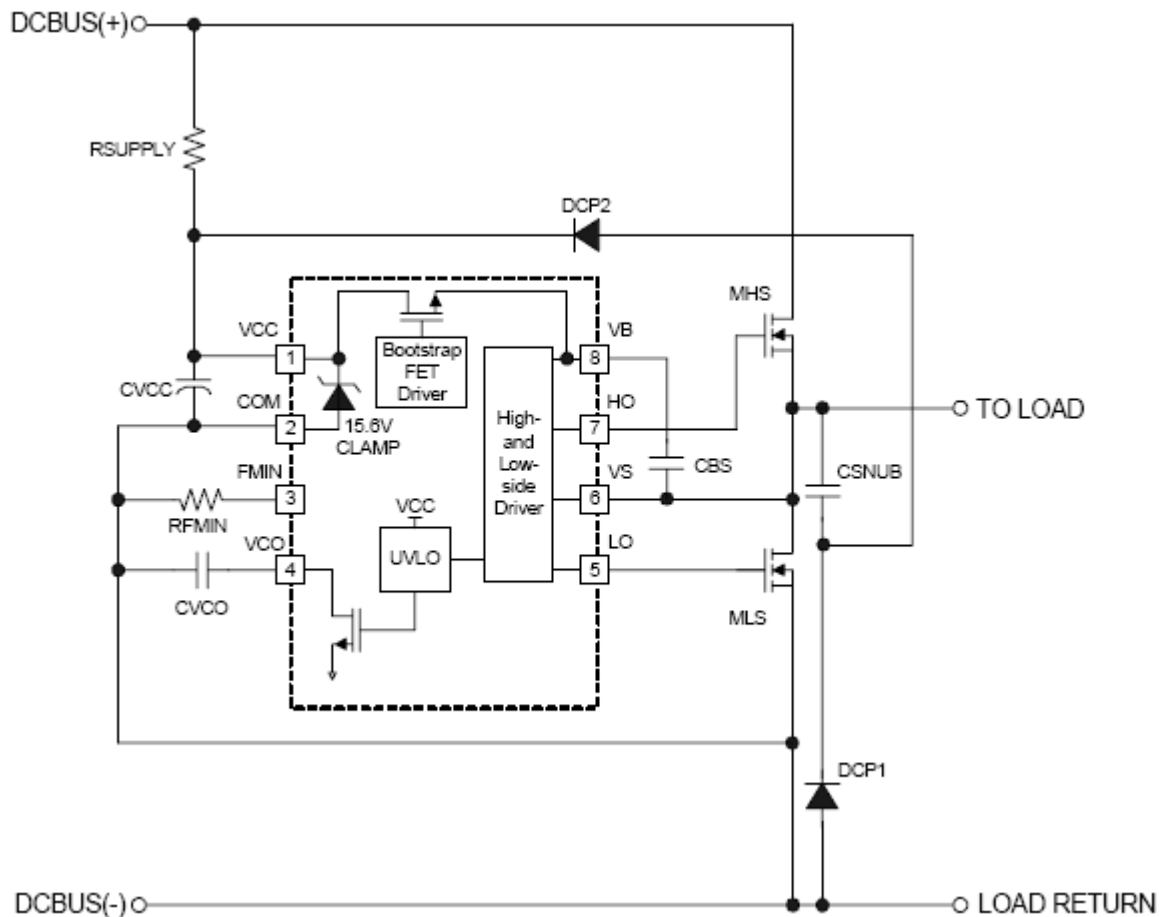 DCBUS(+)
RSUPPLY
DCP2
MHS
VCC
1
Bootstrap
FET
Driver
VB
8
CVCC
COM
2
15.6V
CLAMP
High-
and
Low-
side
Driver
HO
7
TO LOAD
CBS
CSNUB
FMIN
3
RFMIN
VS
6
VCC
UVLO
VCO
4
CVCO
LO
5
MLS
DCP1
DCBUS(-)
LOAD RETURN